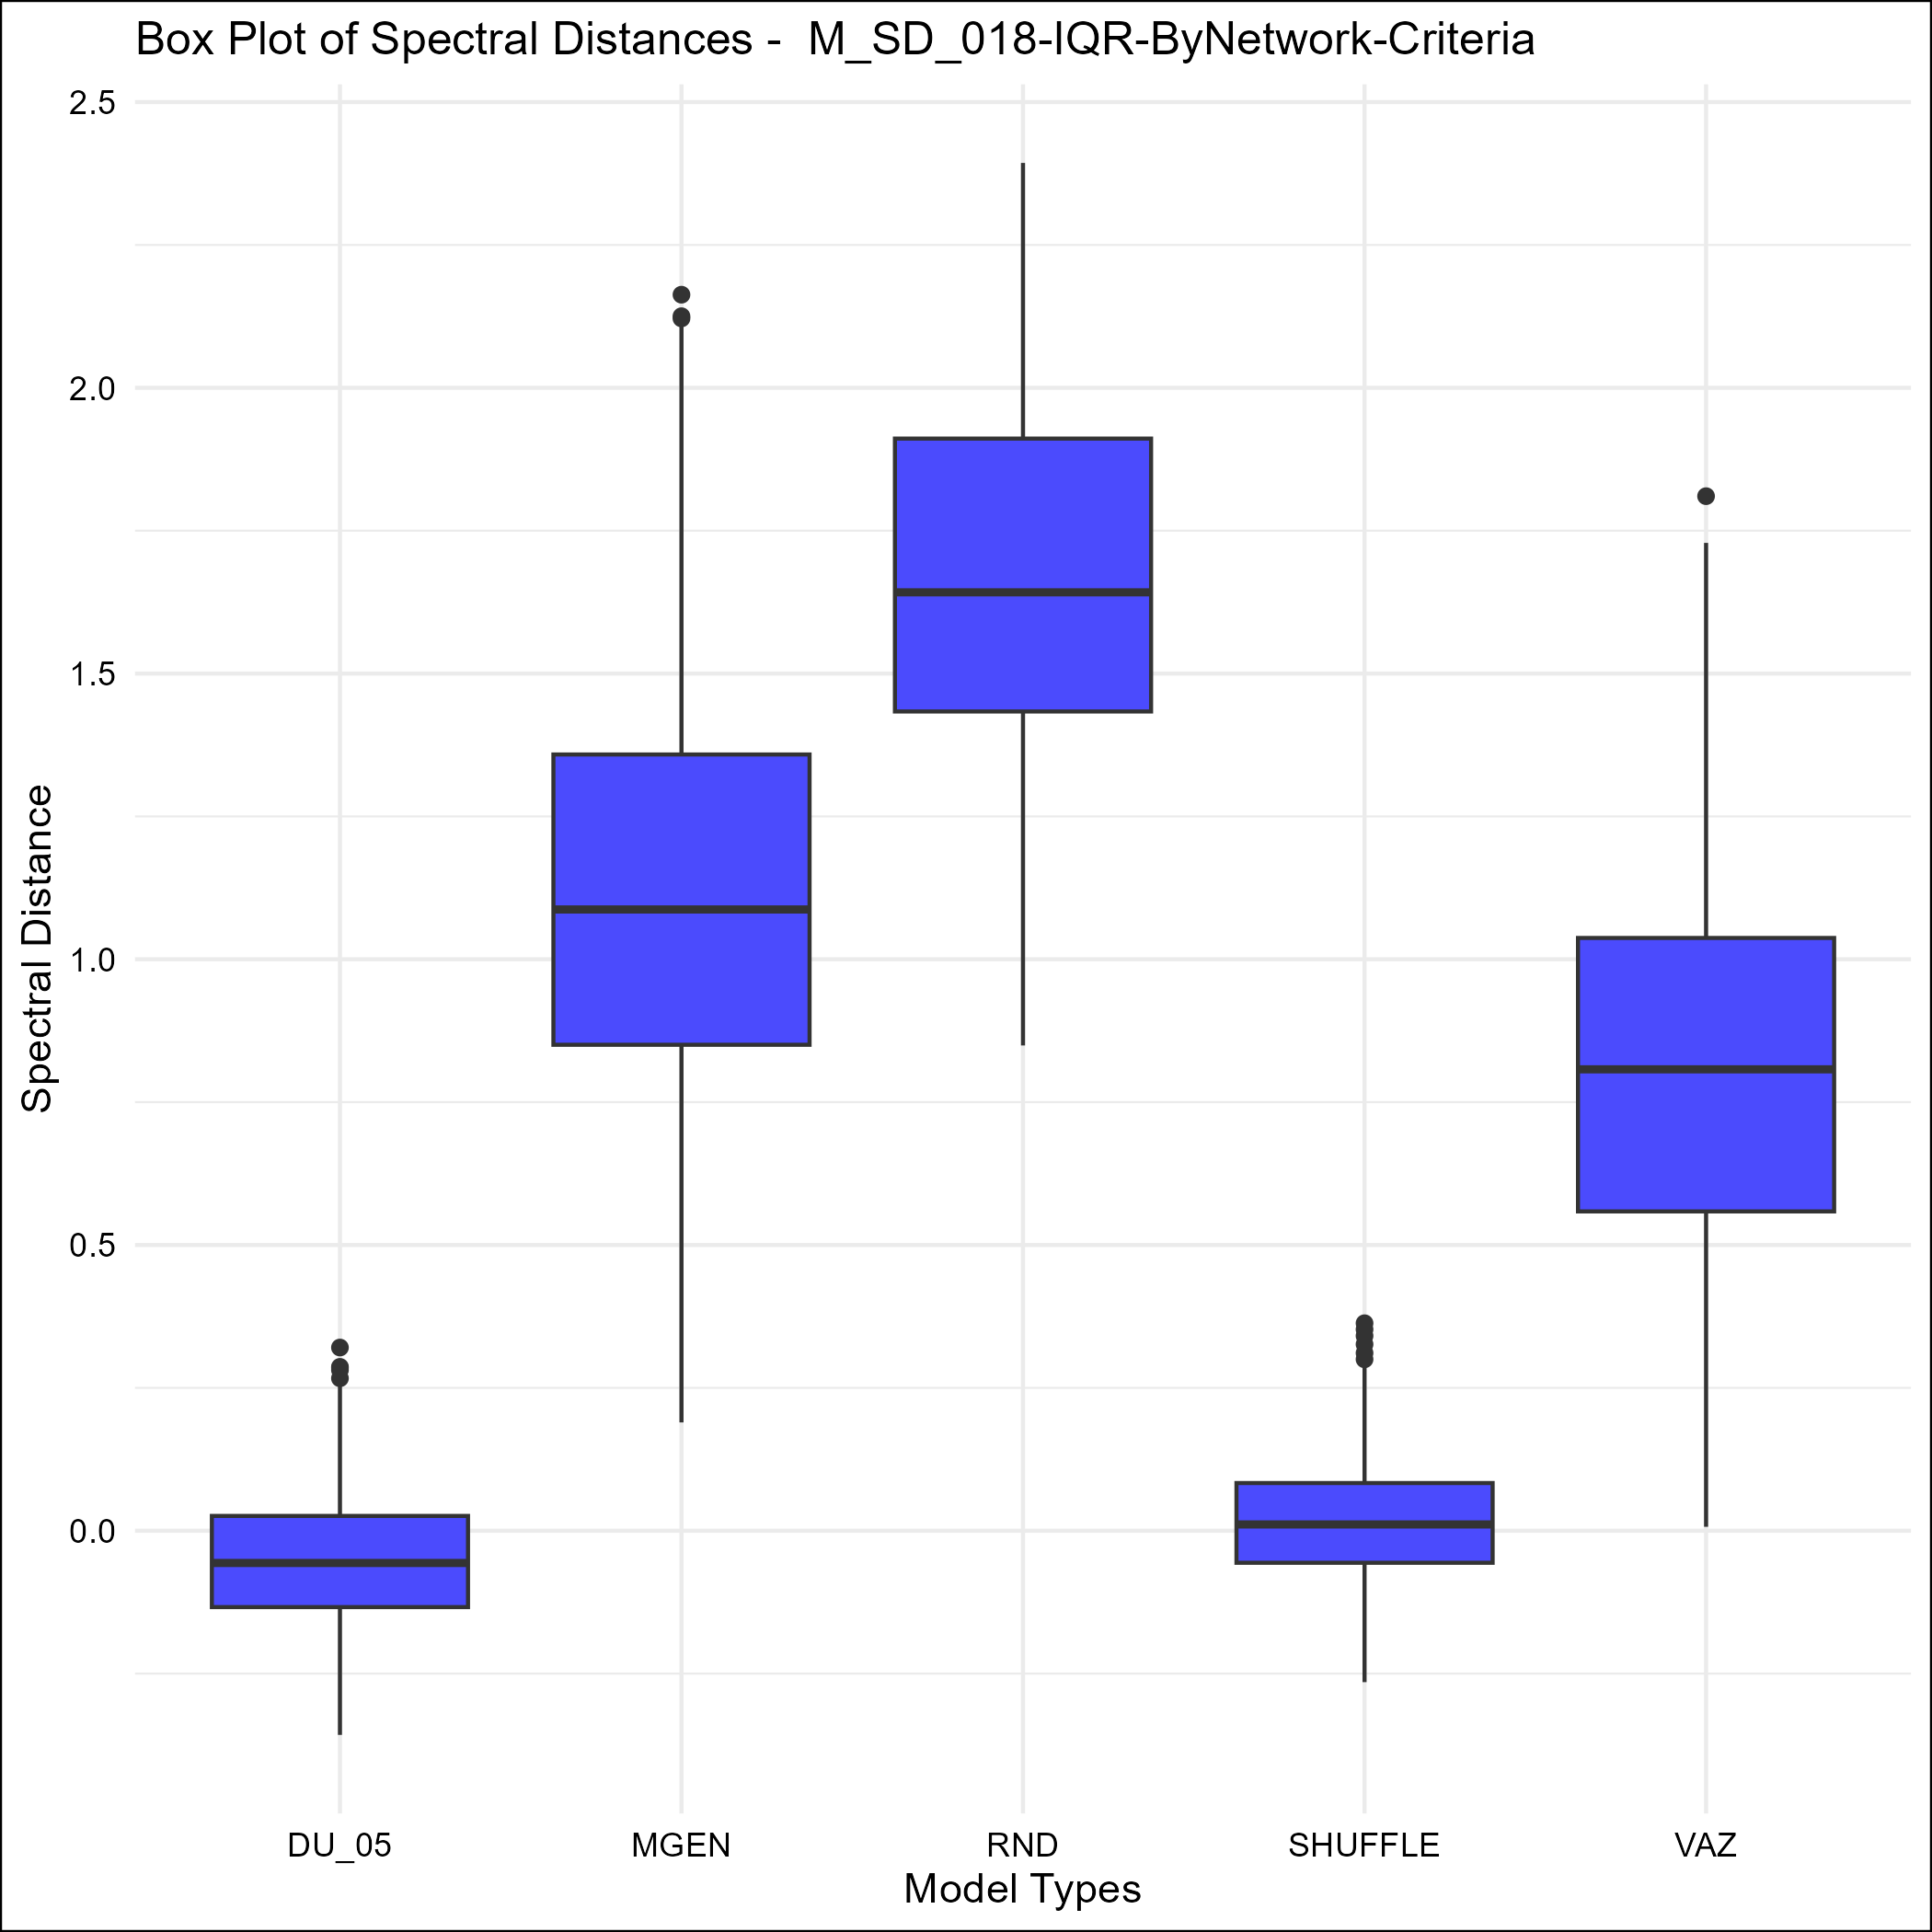 Box Plot of Spectral Distances -  M_SD_018-IQR-ByNetwork-Criteria
2.5
2.0
1.5
1.0
0.5
0.0
Spectral Distance
DU_05 MGEN RND SHUFFLE VAZ
Model Types